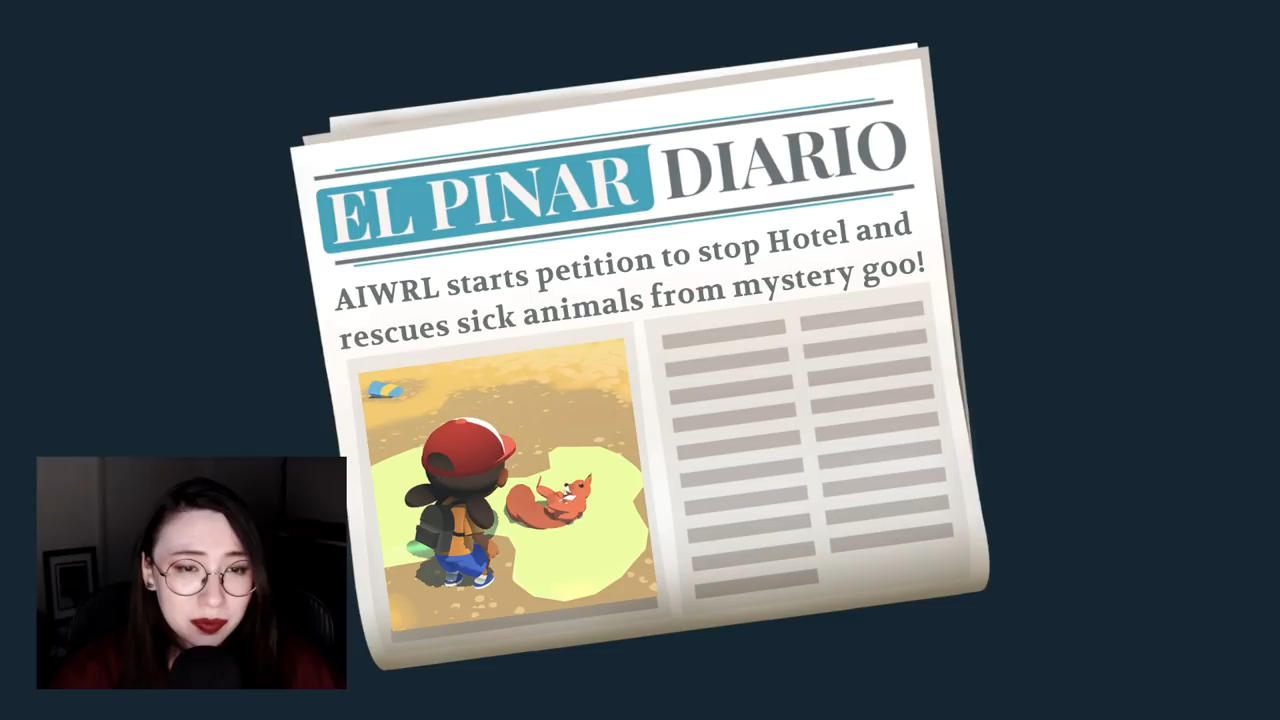 EL PINAR DIARIO
AIWRL starts petition to stop Hotel and
rescues sick animals from mystery goo!